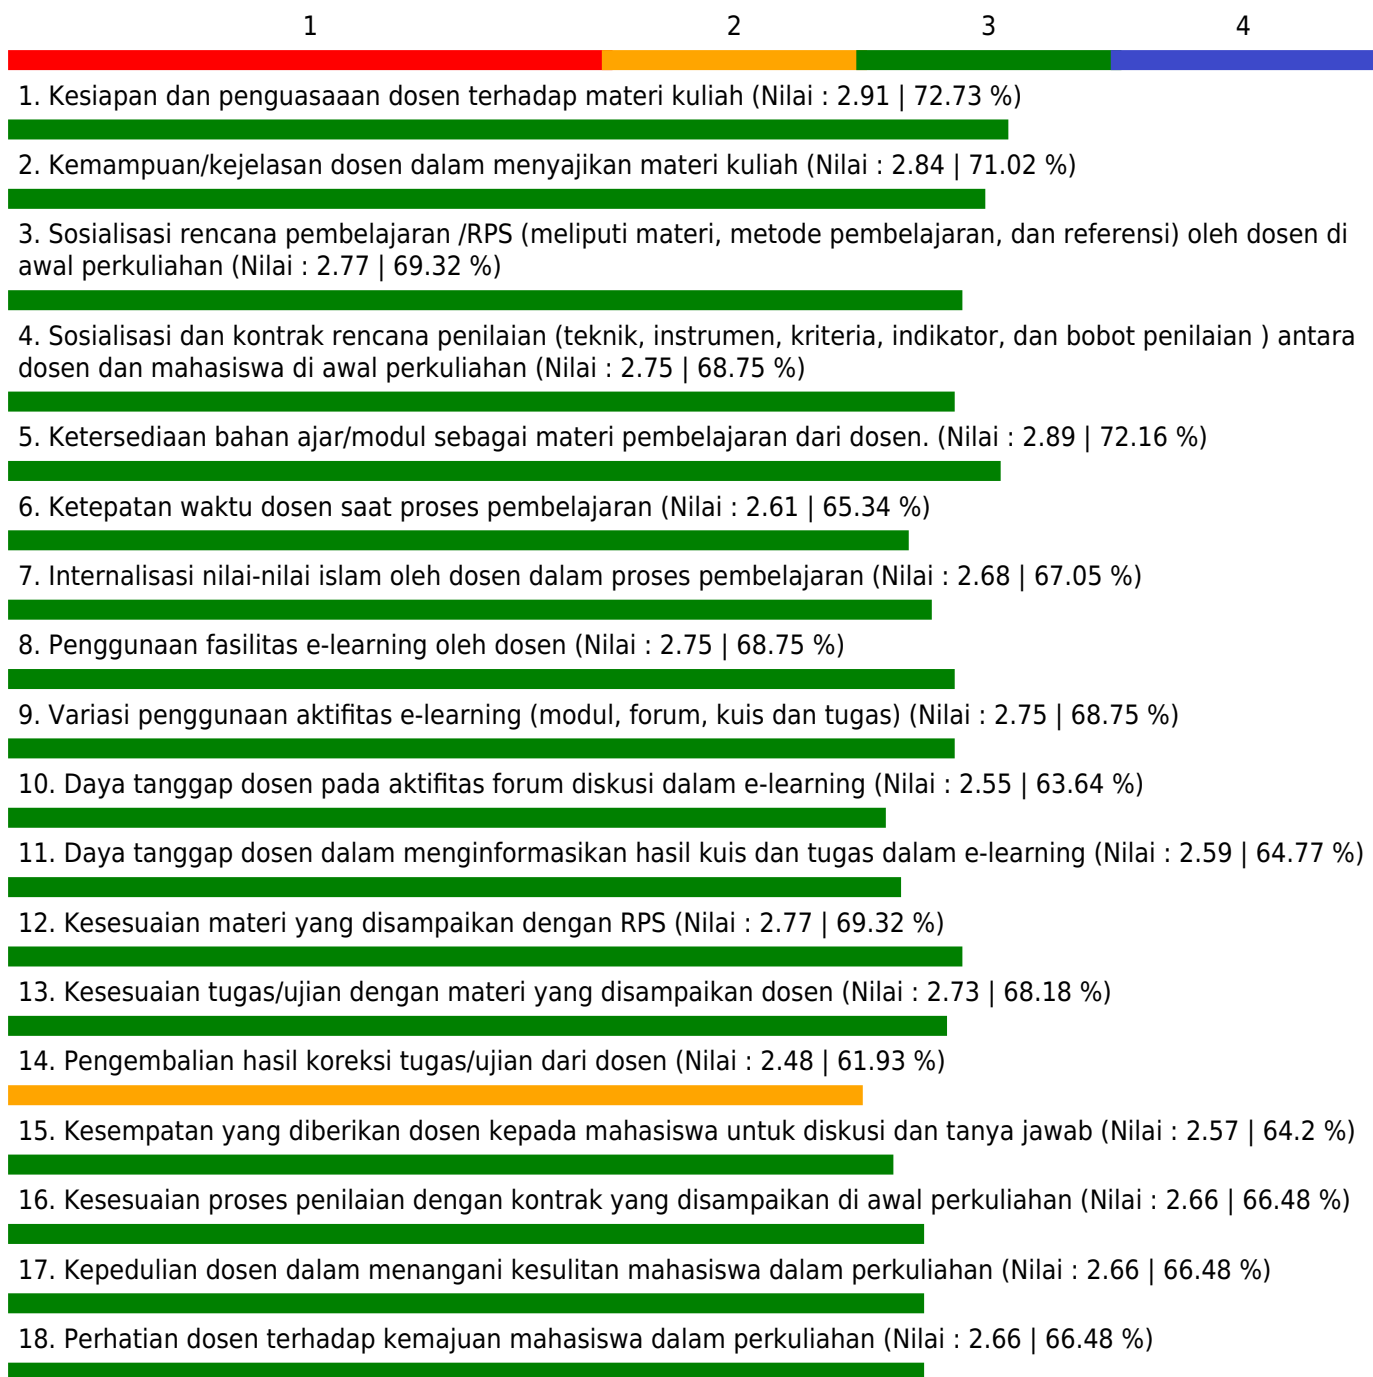 1 2 3 4
1. Kesiapan dan penguasaaan dosen terhadap materi kuliah (Nilai : 2.91 | 72.73 %)
2. Kemampuan/kejelasan dosen dalam menyajikan materi kuliah (Nilai : 2.84 | 71.02 %)
3. Sosialisasi rencana pembelajaran /RPS (meliputi materi, metode pembelajaran, dan referensi) oleh dosen di
awal perkuliahan (Nilai : 2.77 | 69.32 %)
4. Sosialisasi dan kontrak rencana penilaian (teknik, instrumen, kriteria, indikator, dan bobot penilaian ) antara
dosen dan mahasiswa di awal perkuliahan (Nilai : 2.75 | 68.75 %)
5. Ketersediaan bahan ajar/modul sebagai materi pembelajaran dari dosen. (Nilai : 2.89 | 72.16 %)
6. Ketepatan waktu dosen saat proses pembelajaran (Nilai : 2.61 | 65.34 %)
7. Internalisasi nilai-nilai islam oleh dosen dalam proses pembelajaran (Nilai : 2.68 | 67.05 %)
8. Penggunaan fasilitas e-learning oleh dosen (Nilai : 2.75 | 68.75 %)
9. Variasi penggunaan aktifitas e-learning (modul, forum, kuis dan tugas) (Nilai : 2.75 | 68.75 %)
10. Daya tanggap dosen pada aktifitas forum diskusi dalam e-learning (Nilai : 2.55 | 63.64 %)
11. Daya tanggap dosen dalam menginformasikan hasil kuis dan tugas dalam e-learning (Nilai : 2.59 | 64.77 %)
12. Kesesuaian materi yang disampaikan dengan RPS (Nilai : 2.77 | 69.32 %)
13. Kesesuaian tugas/ujian dengan materi yang disampaikan dosen (Nilai : 2.73 | 68.18 %)
14. Pengembalian hasil koreksi tugas/ujian dari dosen (Nilai : 2.48 | 61.93 %)
15. Kesempatan yang diberikan dosen kepada mahasiswa untuk diskusi dan tanya jawab (Nilai : 2.57 | 64.2 %)
16. Kesesuaian proses penilaian dengan kontrak yang disampaikan di awal perkuliahan (Nilai : 2.66 | 66.48 %)
17. Kepedulian dosen dalam menangani kesulitan mahasiswa dalam perkuliahan (Nilai : 2.66 | 66.48 %)
18. Perhatian dosen terhadap kemajuan mahasiswa dalam perkuliahan (Nilai : 2.66 | 66.48 %)